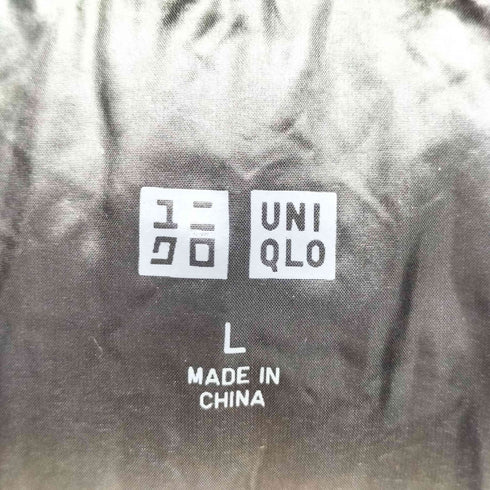 ユニ UNI
クロ QLO
L
MADE IN
CHINA